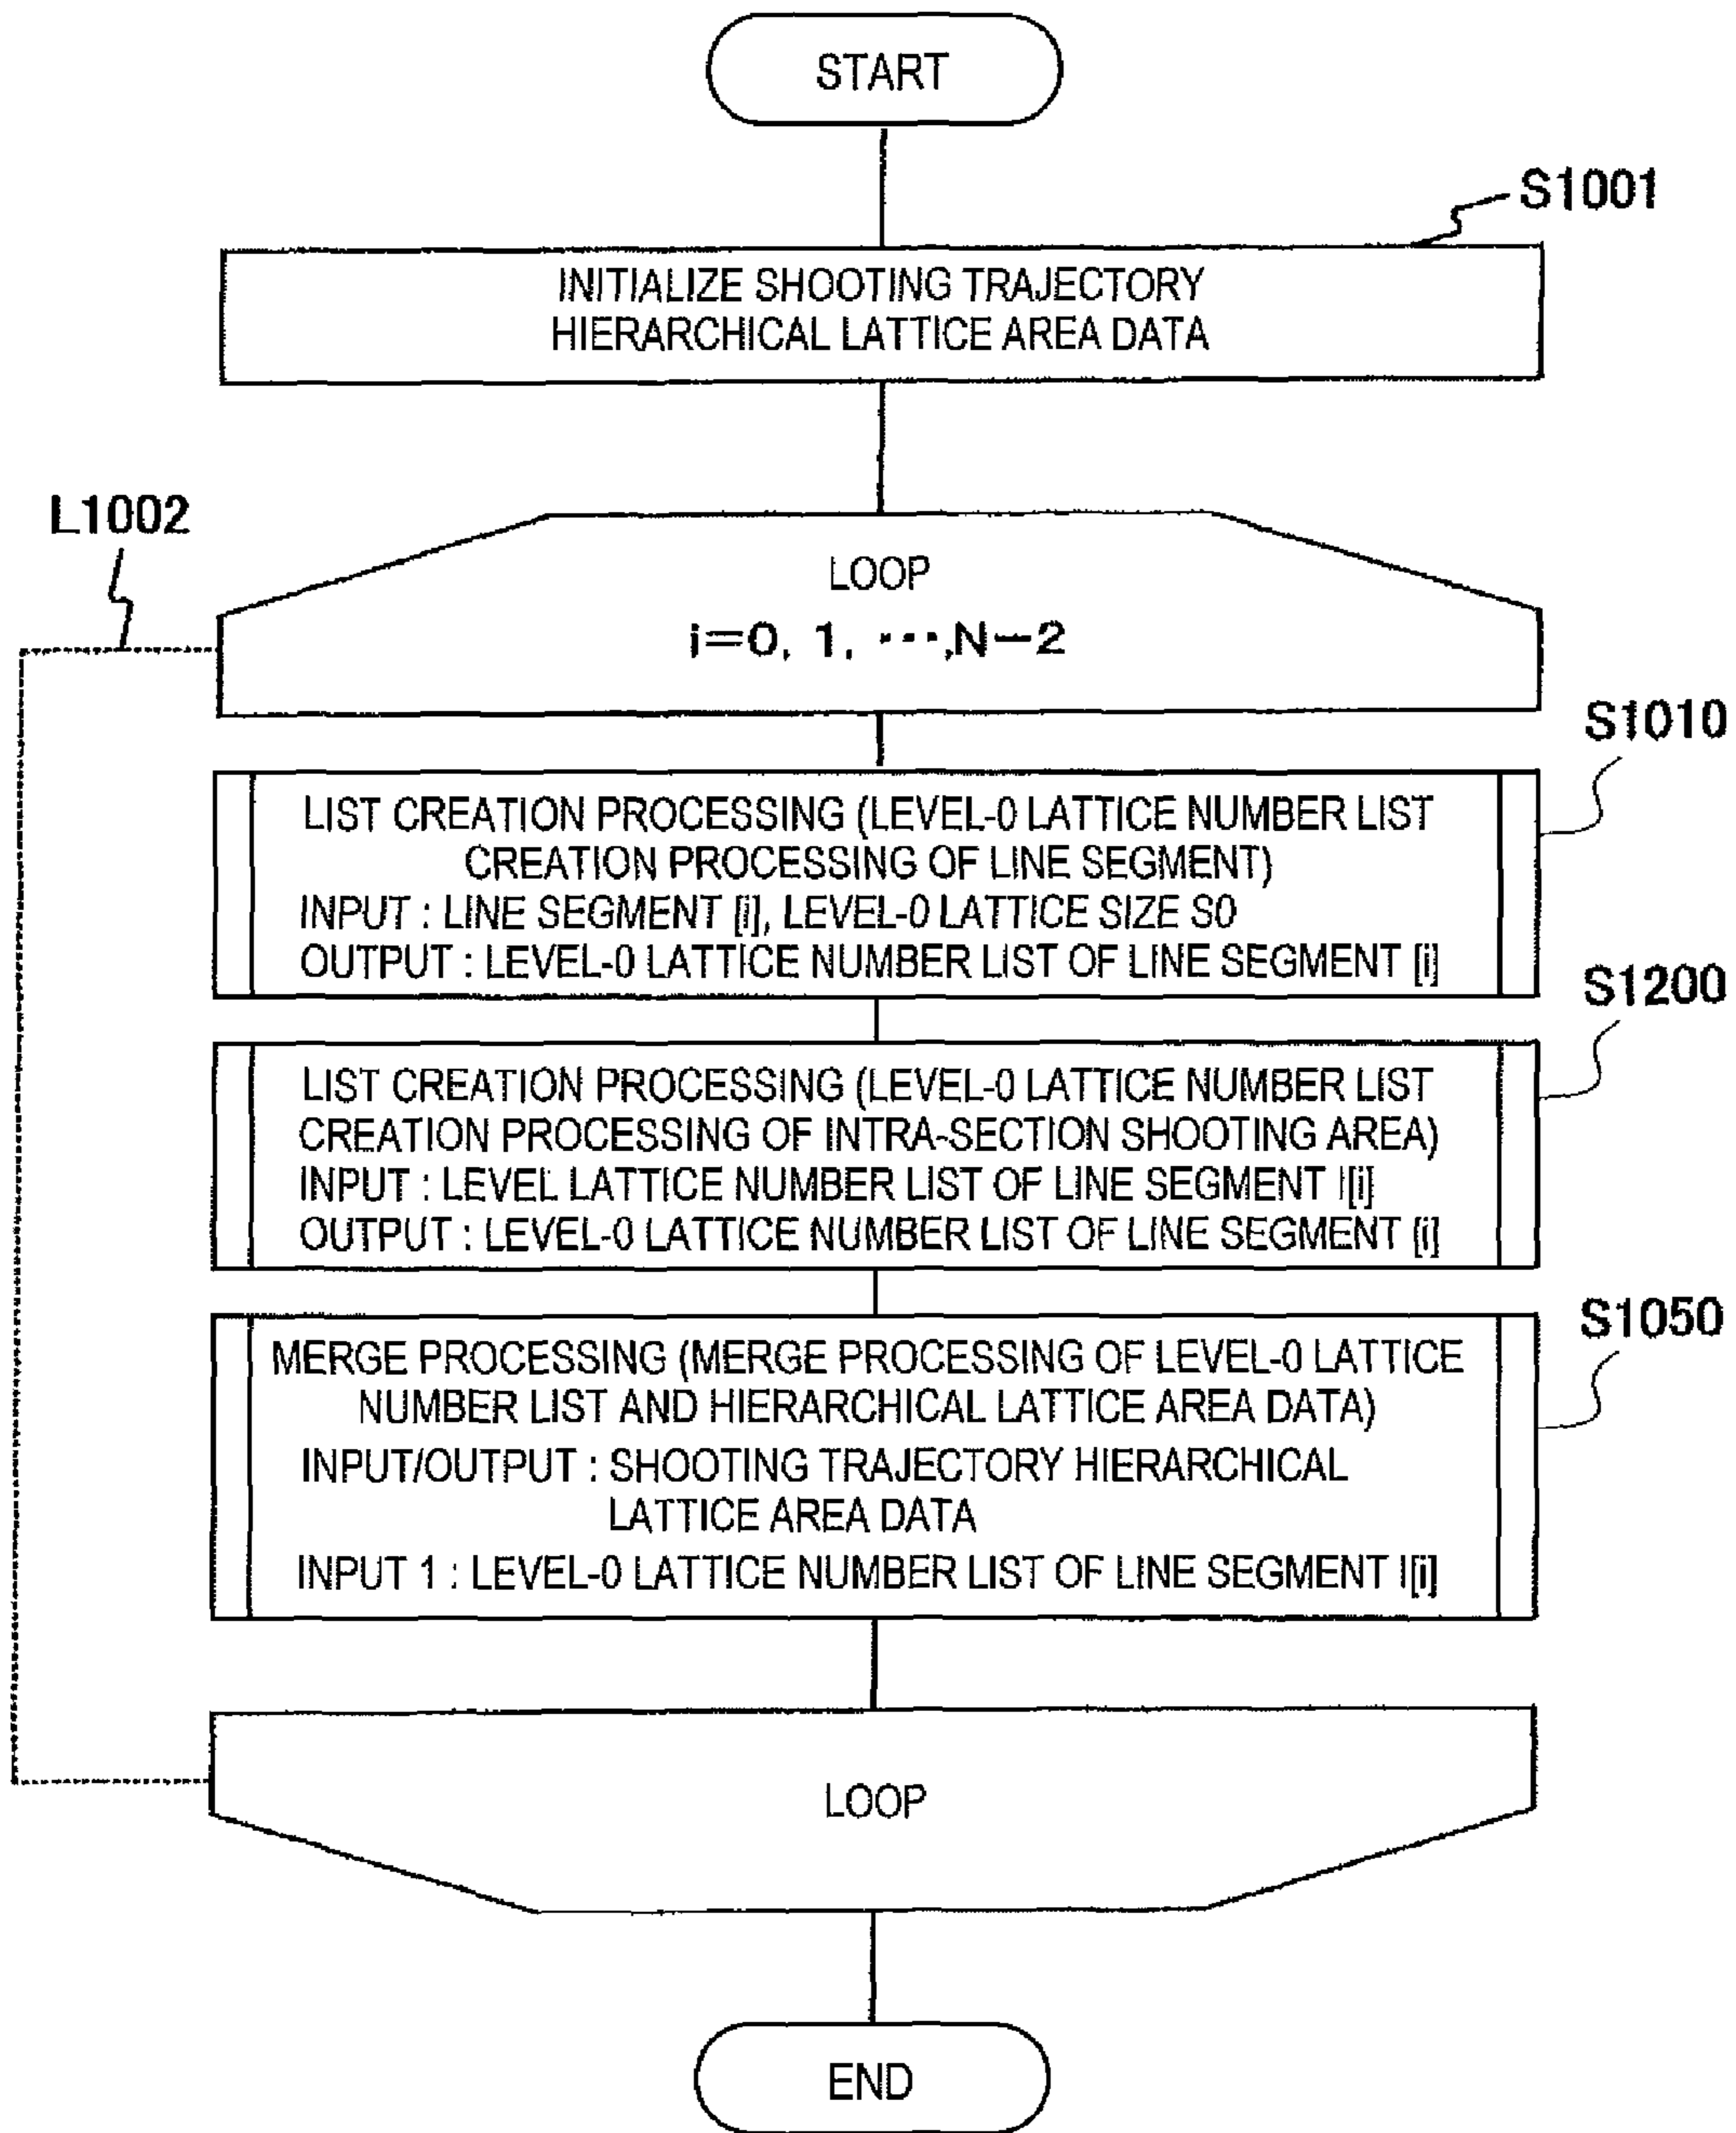 START
S1001
INITIALIZE SHOOTING TRAJECTORY
HIERARCHICAL LATTICE AREA DATA
L1002
LOOP
i=0, 1, ···,N-2
S1010
LIST CREATION PROCESSING (LEVEL-0 LATTICE NUMBER LIST
CREATION PROCESSING OF LINE SEGMENT)
INPUT : LINE SEGMENT [i], LEVEL-0 LATTICE SIZE S0
OUTPUT : LEVEL-0 LATTICE NUMBER LIST OF LINE SEGMENT [i]
S1200
LIST CREATION PROCESSING (LEVEL-0 LATTICE NUMBER LIST
CREATION PROCESSING OF INTRA-SECTION SHOOTING AREA)
INPUT : LEVEL LATTICE NUMBER LIST OF LINE SEGMENT l[i]
OUTPUT : LEVEL-0 LATTICE NUMBER LIST OF LINE SEGMENT [i]
S1050
MERGE PROCESSING (MERGE PROCESSING OF LEVEL-0 LATTICE
NUMBER LIST AND HIERARCHICAL LATTICE AREA DATA)
INPUT/OUTPUT : SHOOTING TRAJECTORY HIERARCHICAL
LATTICE AREA DATA
INPUT 1 : LEVEL-0 LATTICE NUMBER LIST OF LINE SEGMENT l[i]
LOOP
END